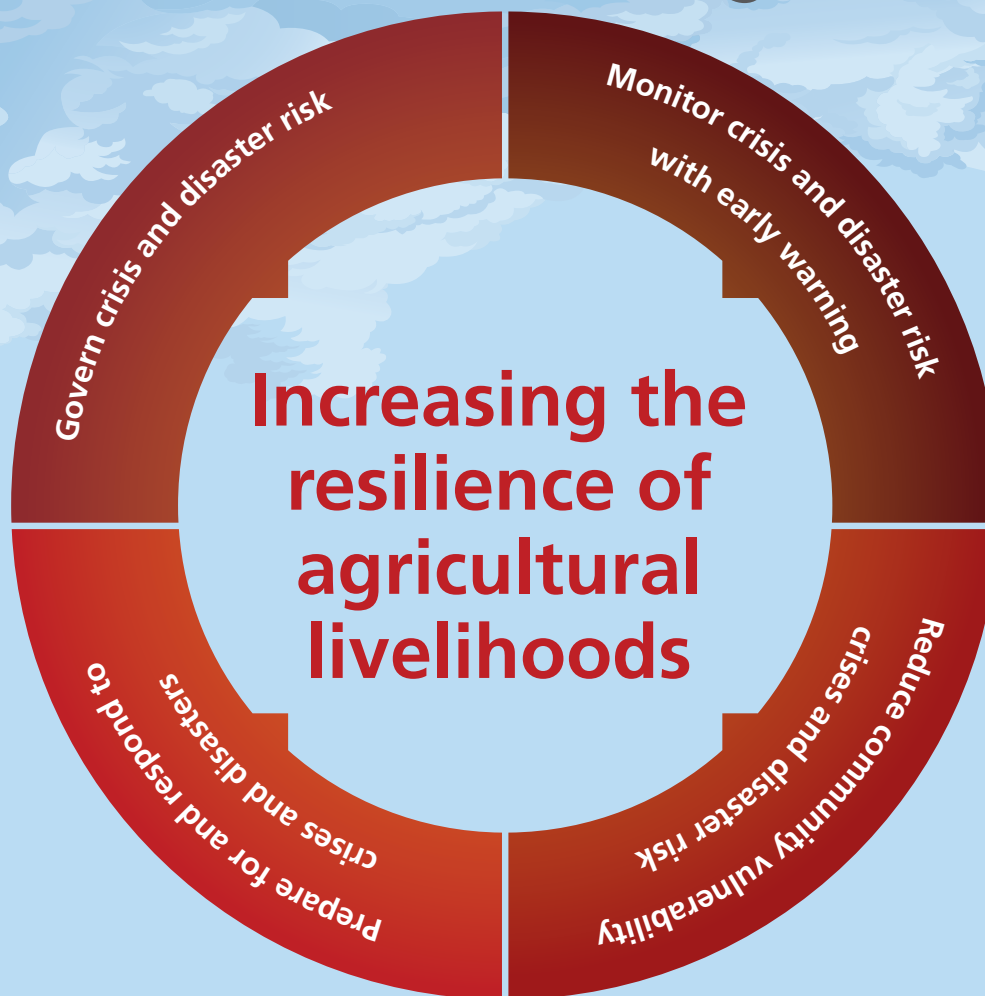 Govern crisis and disaster risk
Monitor crisis and disaster risk
with early warning
Increasing the
resilience of
agricultural
livelihoods
Reduce community vulnerability
crises and disaster risk
Prepare for and respond to
crises and disasters